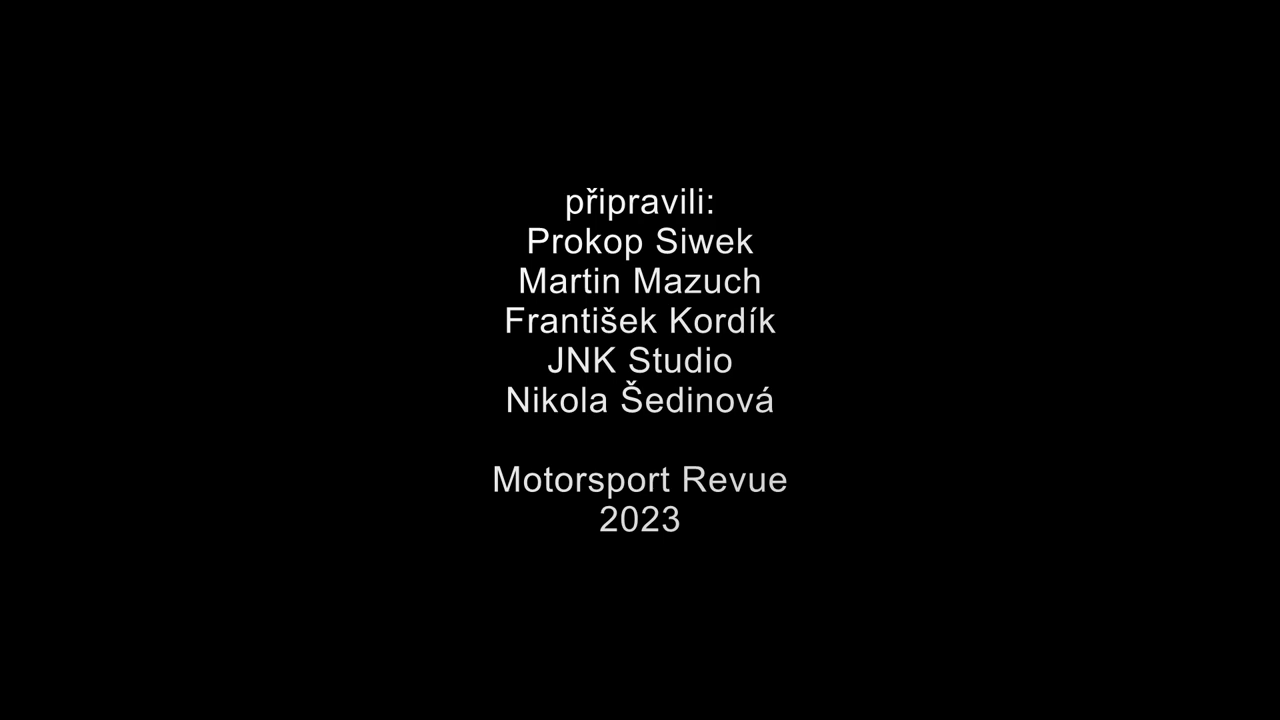 připravili:
Prokop Siwek
Martin Mazuch
František Kordík
JNK Studio
Nikola Šedinová
Motorsport Revue
2023